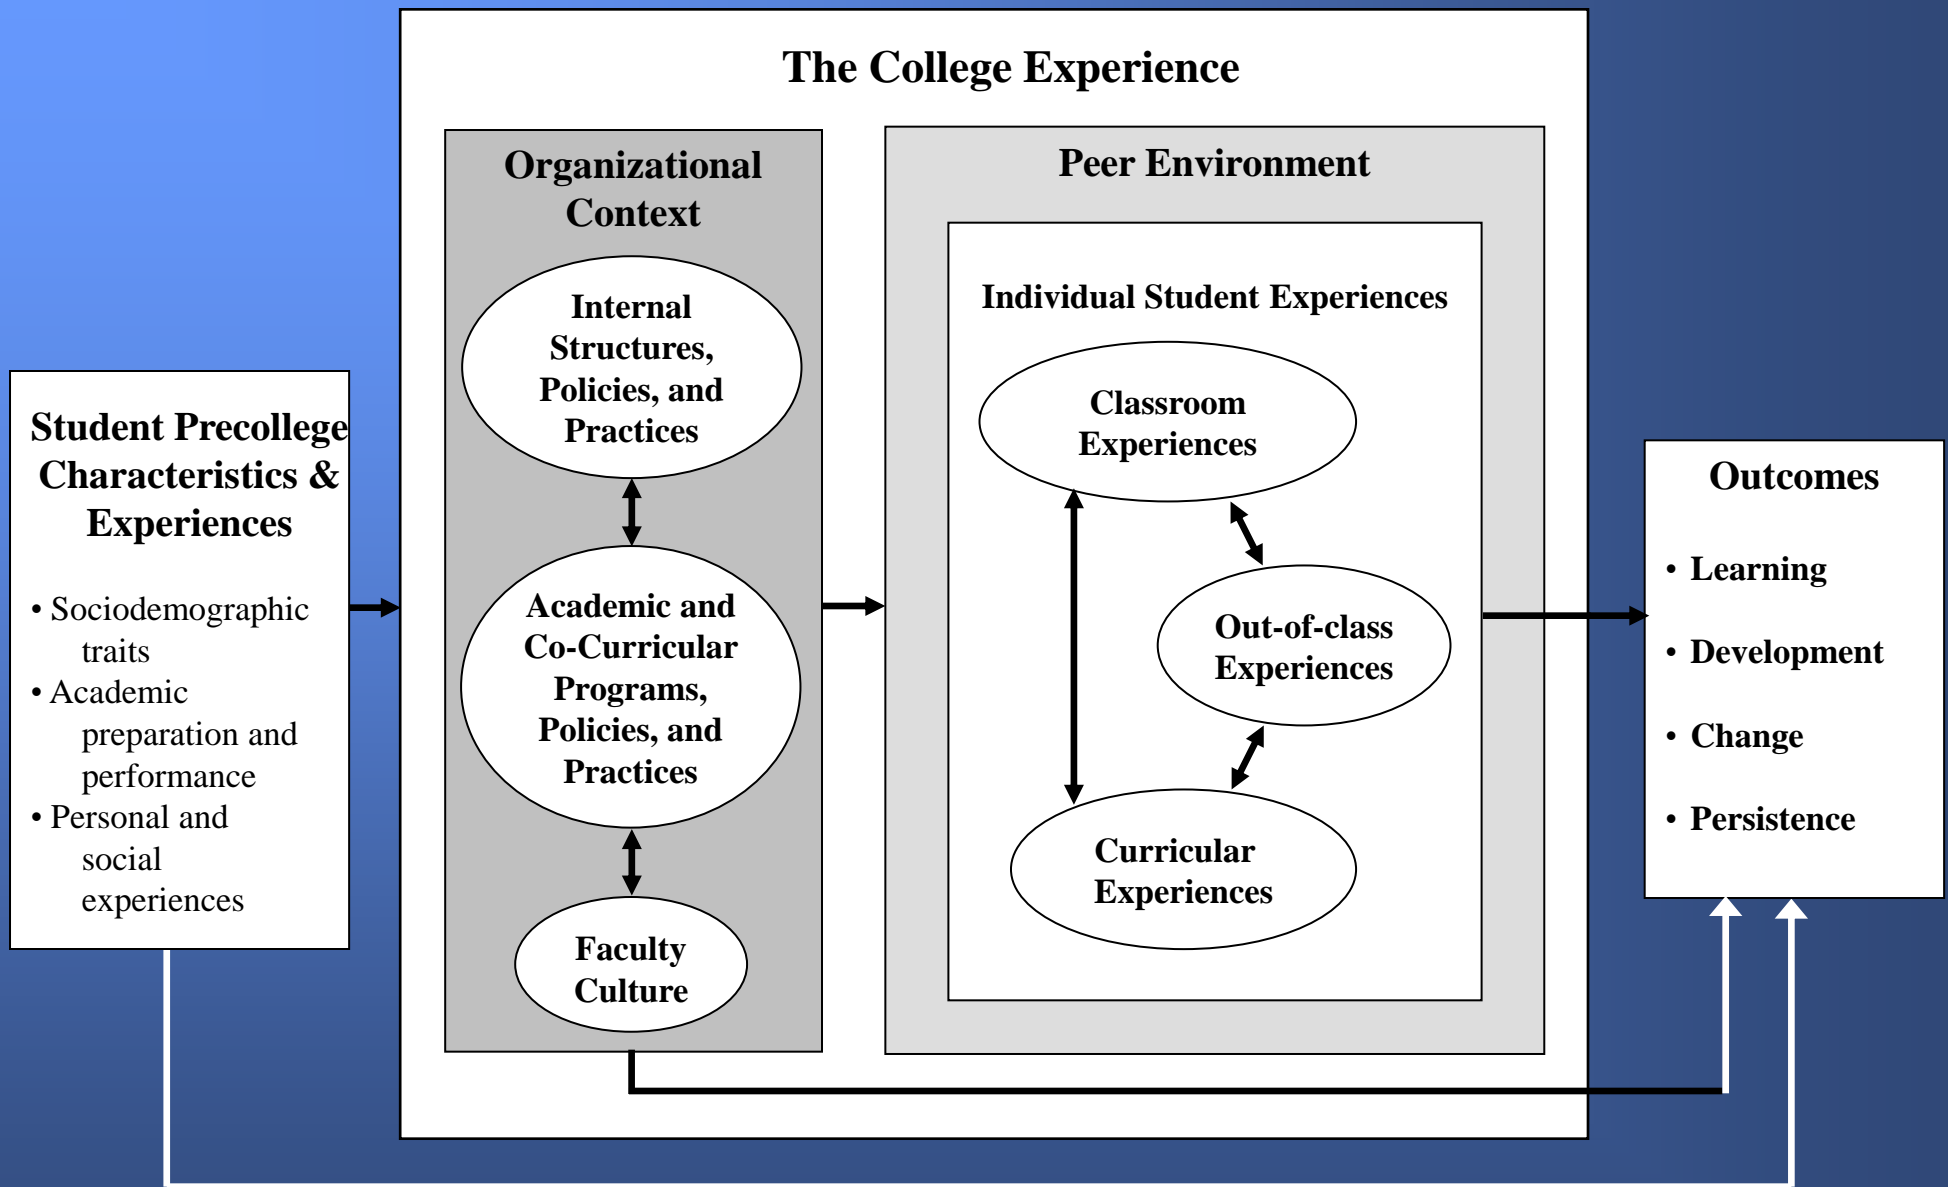 The College Experience
Student Precollege
Characteristics &
Experiences
• Sociodemographic
traits
• Academic
preparation and
performance
• Personal and
social
experiences
Organizational
Context
Internal
Structures,
Policies, and
Practices
Academic and
Co-Curricular
Programs,
Policies, and
Practices
Faculty
Culture
Peer Environment
Individual Student Experiences
Classroom
Experiences
Out-of-class
Experiences
Curricular
Experiences
Outcomes
• Learning
• Development
• Change
• Persistence